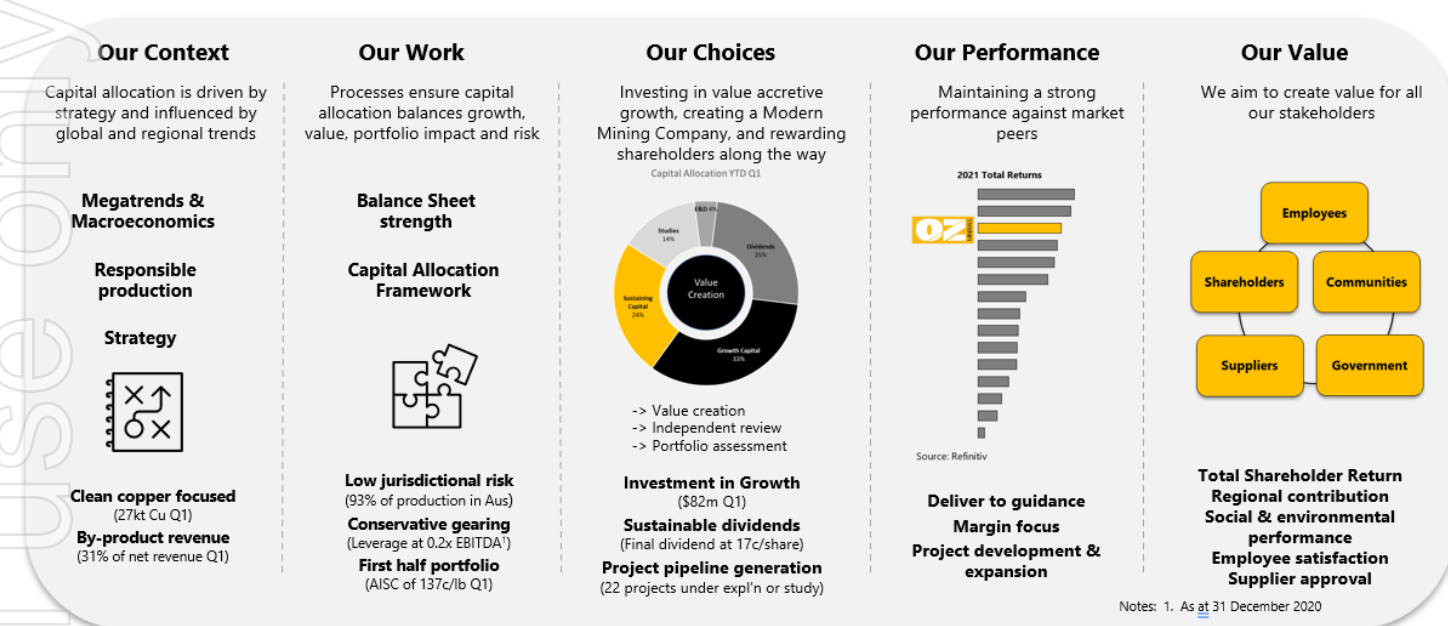 Our Context
Capital allocation is driven by
strategy and influenced by
global and regional trends
Megatrends &
Macroeconomics
Responsible
production
Strategy
Clean copper focused
(27kt Cu Q1)
By-product revenue
(31% of net revenue Q1)
Our Work
Processes ensure capital
allocation balances growth,
value, portfolio impact and risk
Balance Sheet
strength
Capital Allocation
Framework
Low jurisdictional risk
(93% of production in Aus)
Conservative gearing
(Leverage at 0.2x EBITDA¹)
First half portfolio
(AISC of 137c/lb Q1)
Our Choices
Investing in value accretive
growth, creating a Modern
Mining Company, and rewarding
shareholders along the way
Capital Allocation YTD Q1
E&D 4%
Studies
14%
Dividends
25%
Value
Creation
Sustaining
Capital
24%
Growth Capital
33%
-> Value creation
-> Independent review
-> Portfolio assessment
Investment in Growth
($82m Q1)
Sustainable dividends
(Final dividend at 17c/share)
Project pipeline generation
(22 projects under expl'n or study)
Our Performance
Maintaining a strong
performance against market
peers
2021 Total Returns
OZ
MINERALS
Source: Refinitiv
Deliver to guidance
Margin focus
Project development &
expansion
Our Value
We aim to create value for all
our stakeholders
Employees
Shareholders
Communities
Suppliers
Government
Total Shareholder Return
Regional contribution
Social & environmental
performance
Employee satisfaction
Supplier approval
Notes: 1. As at 31 December 2020
use only